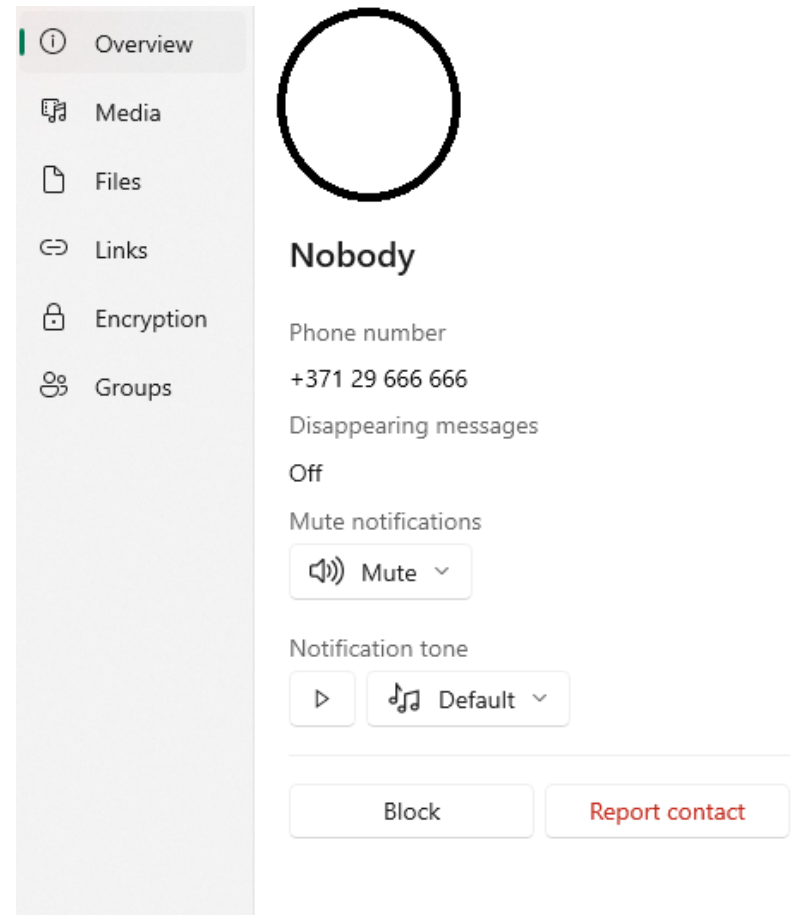 Overview
Media
Files
Links
Encryption
Groups
Nobody
Phone number
+371 29 666 666
Disappearing messages
Off
Mute notifications
Mute
Notification tone
Default
Block
Report contact